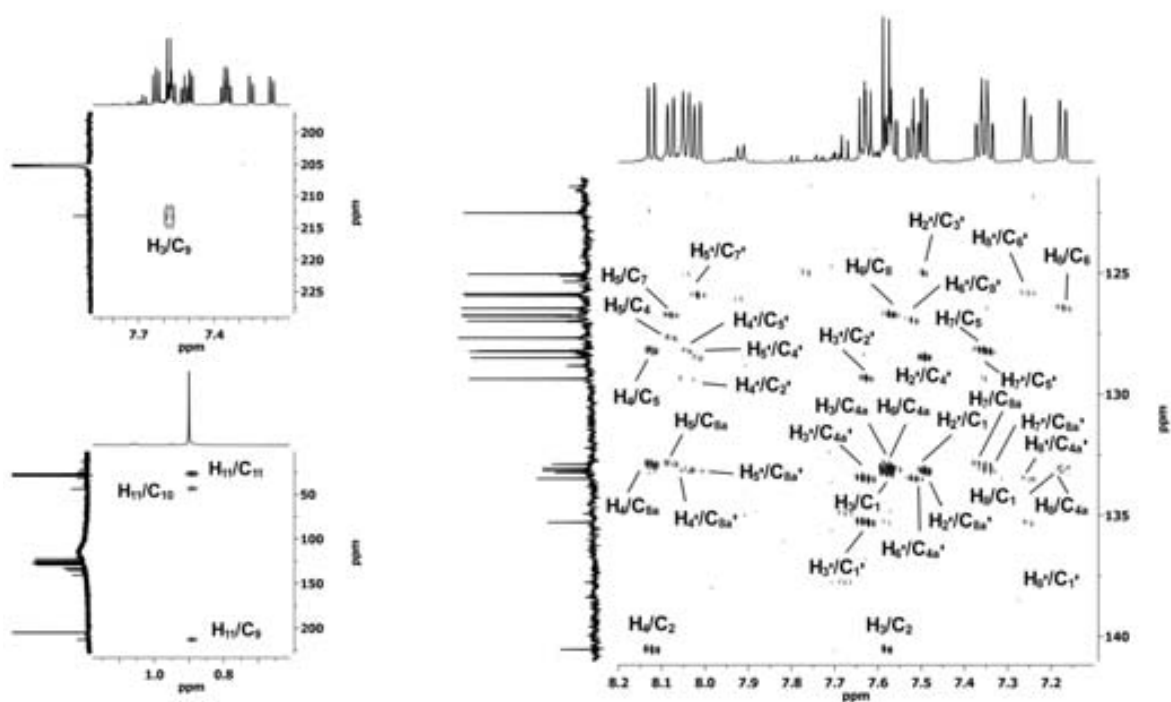 200
205
210
215
220
225
ppm
H₃/C₉
7.7 7.4
ppm
H₁₁/C₁₁
H₁₁/C₁₀
H₁₁/C₉
50
100
150
200
ppm
1.0 0.8
ppm
H₂'/C₃'
H₅'/C₇'
H₆/C₈
H₈'/C₆'
H₈/C₆
H₅/C₇
H₆'/C₈'
H₅/C₄
H₄'/C₅'
H₇/C₅
H₃'/C₂'
H₅'/C₄'
H₂'/C₄'
H₇'/C₅'
H₄/C₅
H₄'/C₂'
H₇/C₈ₐ
H₃/C₄ₐ
H₆/C₄ₐ
H₅/C₈ₐ
H₂'/C₁
H₇'/C₈ₐ'
H₃'/C₄ₐ'
H₈'/C₄ₐ'
H₅'/C₈ₐ'
H₄/C₈ₐ
H₃/C₁
H₈/C₁
H₈/C₄ₐ
H₄'/C₈ₐ'
H₂'/C₈ₐ'
H₆'/C₄ₐ'
H₃'/C₁'
H₈'/C₁'
H₄/C₂
H₃/C₂
125
130
135
140
ppm
8.2 8.1 8.0 7.9 7.8 7.7 7.6 7.5 7.4 7.3 7.2
ppm